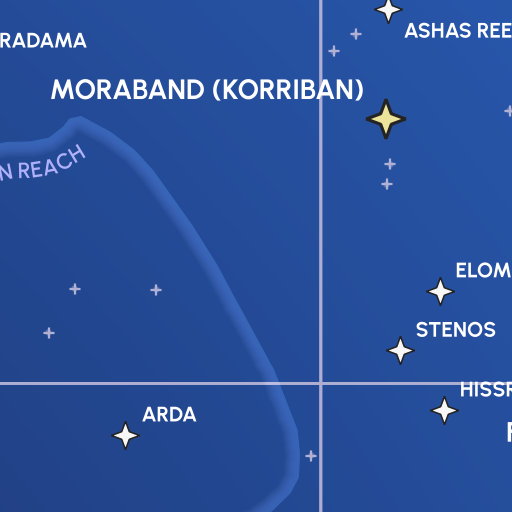 RADAMA
ASHAS REE
MORABAND (KORRIBAN)
N REACH
ELOM
STENOS
HISSR
ARDA